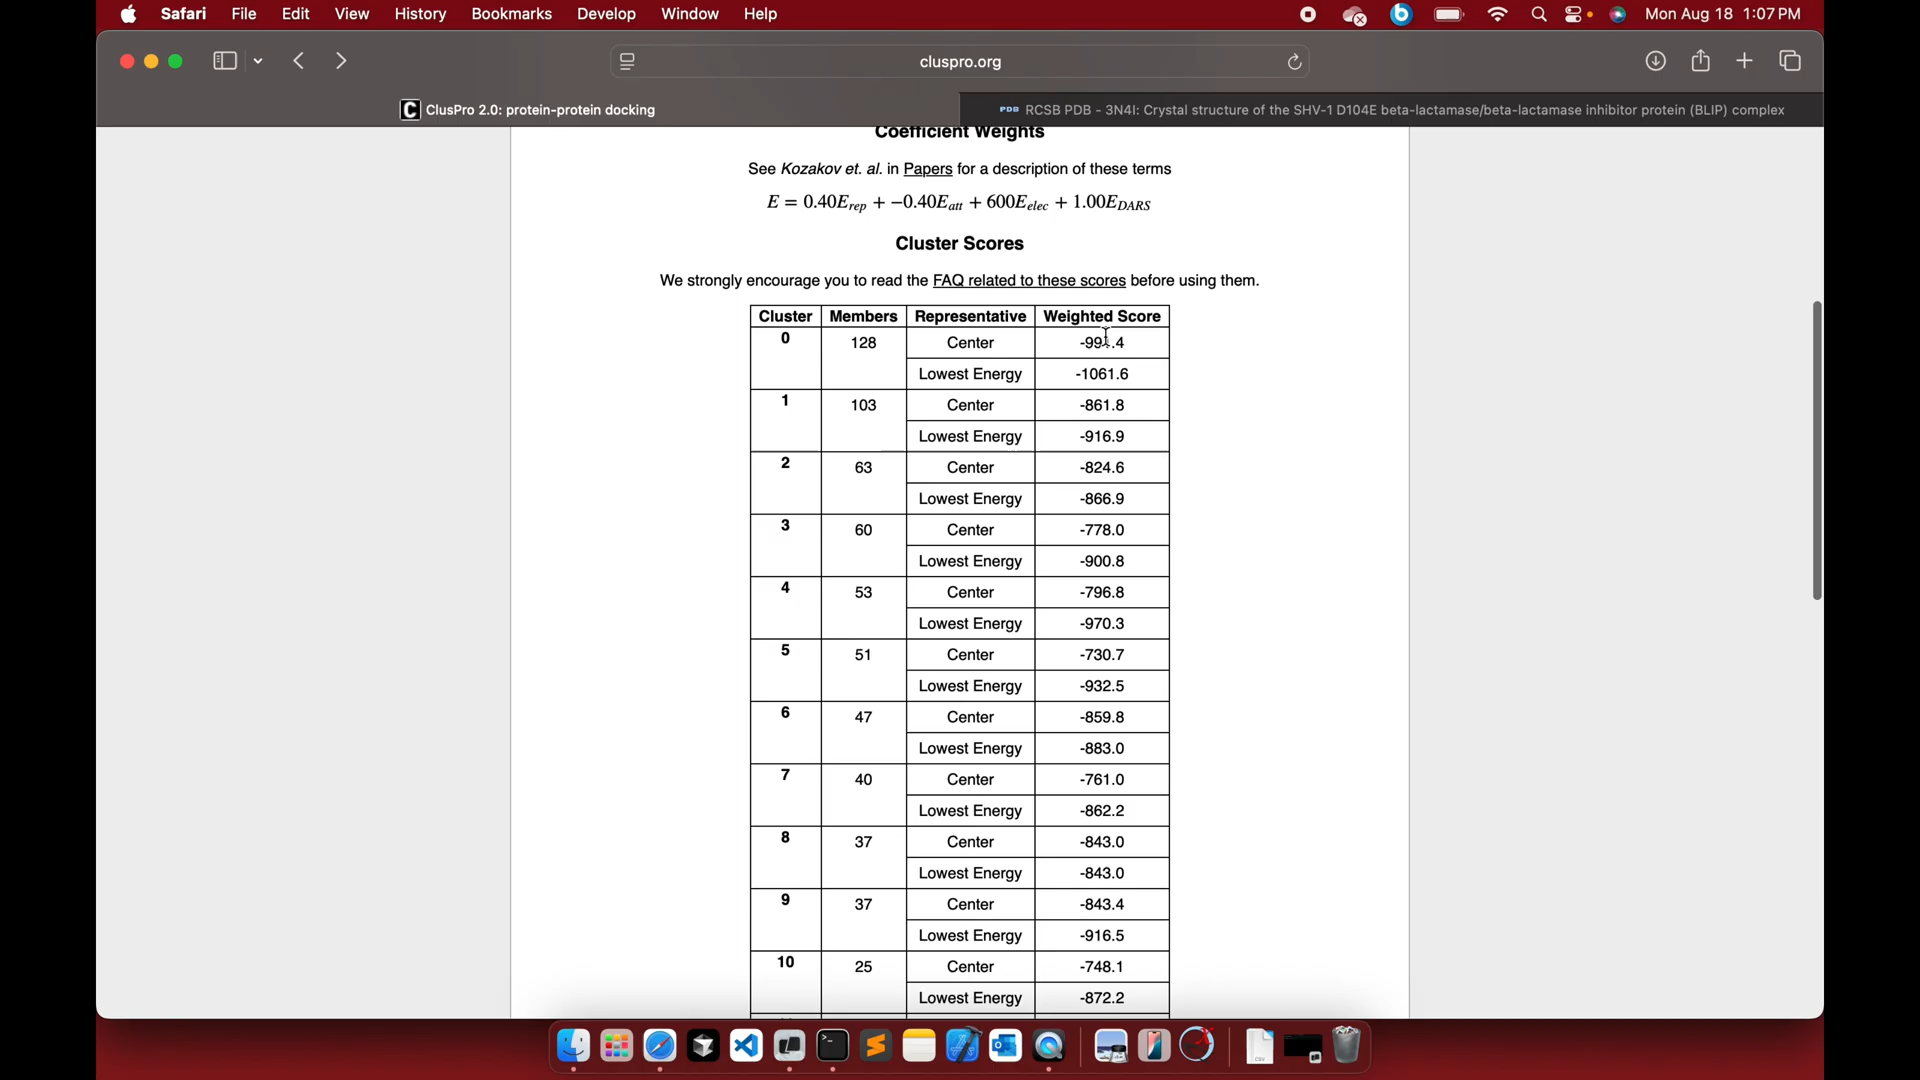 Safari File Edit View History Bookmarks Develop Window Help Mon Aug 18 1:07 PM
cluspro.org
ClusPro 2.0: protein-protein docking
PDB RCSB PDB - 3N4I: Crystal structure of the SHV-1 D104E beta-lactamase/beta-lactamase inhibitor protein (BLIP) complex
Coefficient Weights
See Kozakov et. al. in Papers for a description of these terms
E = 0.40E_rep + −0.40E_att + 600E_elec + 1.00E_DARS
Cluster Scores
We strongly encourage you to read the FAQ related to these scores before using them.
Cluster Members Representative Weighted Score
0 128 Center
Lowest Energy -1061.6
1 103 Center -861.8
Lowest Energy -916.9
2 63 Center -824.6
Lowest Energy -866.9
3 60 Center -778.0
Lowest Energy -900.8
4 53 Center -796.8
Lowest Energy -970.3
5 51 Center -730.7
Lowest Energy -932.5
6 47 Center -859.8
Lowest Energy -883.0
7 40 Center -761.0
Lowest Energy -862.2
8 37 Center -843.0
Lowest Energy -843.0
9 37 Center -843.4
Lowest Energy -916.5
10 25 Center -748.1
Lowest Energy -872.2